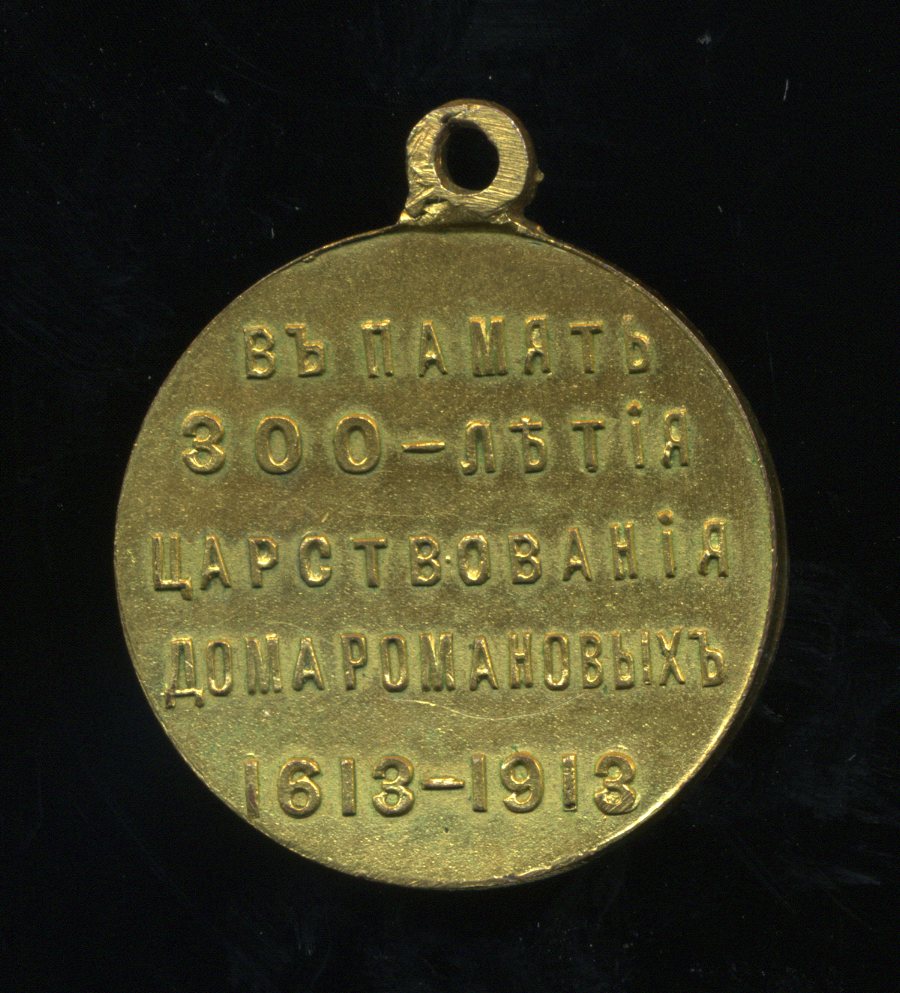 ВЪ ПАМЯТЬ
300-ЛѢТІЯ
ЦАРСТВОВАНІЯ
ДОМА РОМАНОВЫХЪ
1613-1913